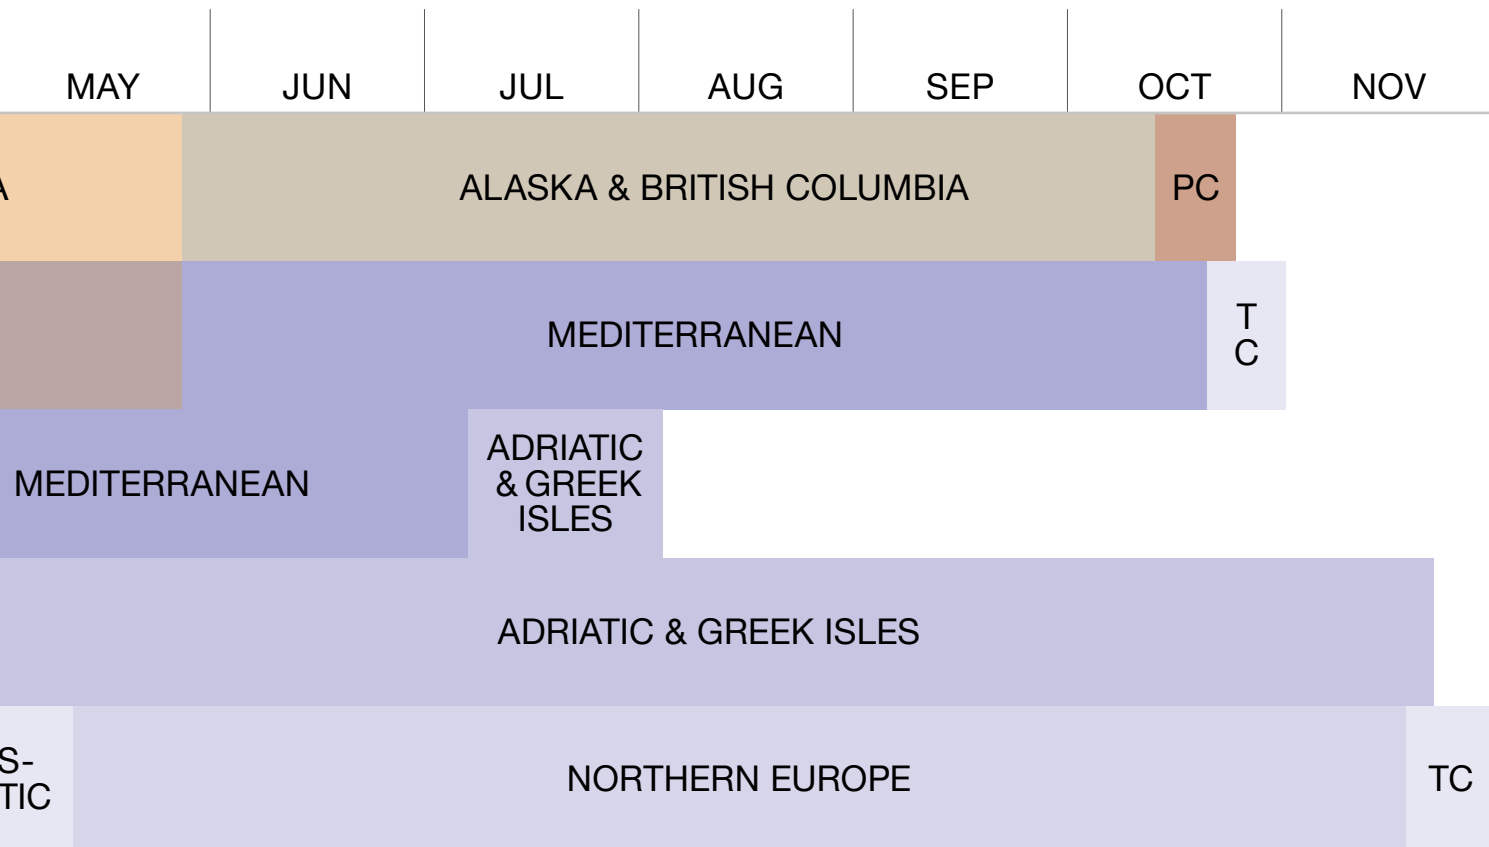 MAY JUN JUL AUG SEP OCT NOV
A
ALASKA & BRITISH COLUMBIA
PC
MEDITERRANEAN
T
C
MEDITERRANEAN
ADRIATIC
& GREEK
ISLES
ADRIATIC & GREEK ISLES
S-
TIC
NORTHERN EUROPE
TC